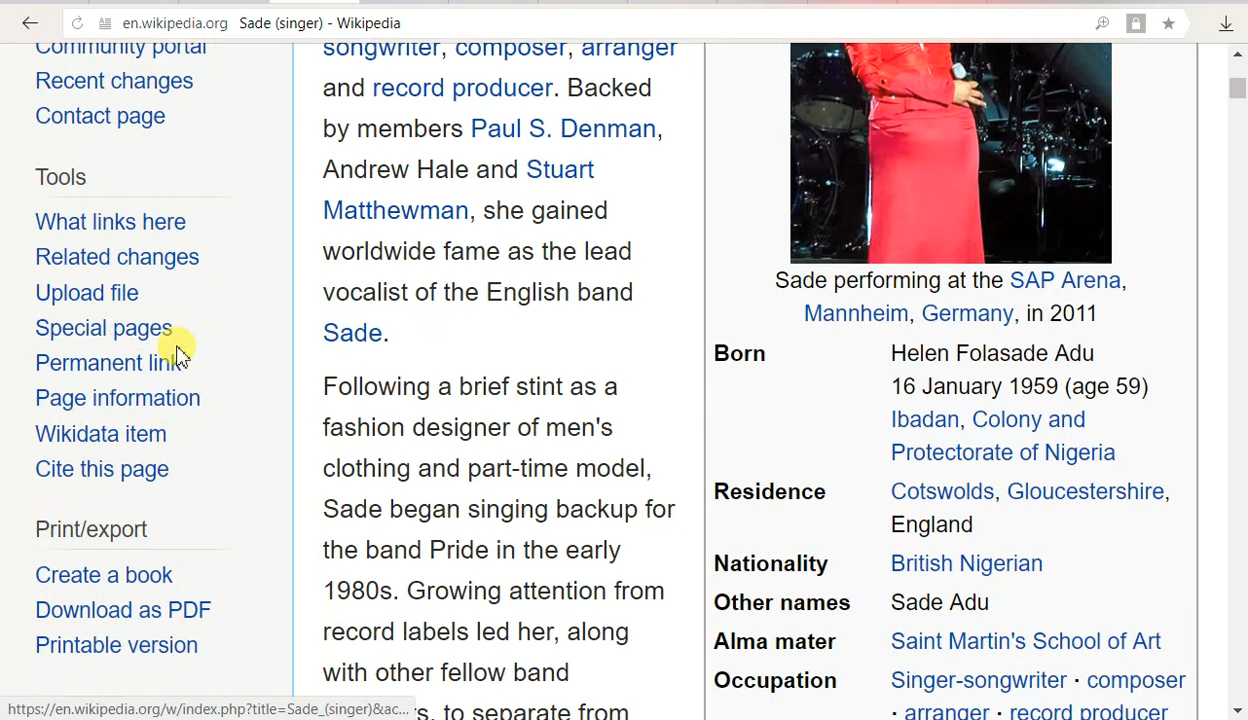 en.wikipedia.org Sade (singer) - Wikipedia
Community portal
Recent changes
Contact page
Tools
What links here
Related changes
Upload file
Special pages
Permanent link
Page information
Wikidata item
Cite this page
Print/export
Create a book
Download as PDF
Printable version
songwriter, composer, arranger
and record producer. Backed
by members Paul S. Denman,
Andrew Hale and Stuart
Matthewman, she gained
worldwide fame as the lead
vocalist of the English band
Sade.
Following a brief stint as a
fashion designer of men's
clothing and part-time model,
Sade began singing backup for
the band Pride in the early
1980s. Growing attention from
record labels led her, along
with other fellow band
to separate from
Sade performing at the SAP Arena,
Mannheim, Germany, in 2011
Born Helen Folasade Adu
16 January 1959 (age 59)
Ibadan, Colony and
Protectorate of Nigeria
Residence Cotswolds, Gloucestershire,
England
Nationality British Nigerian
Other names Sade Adu
Alma mater Saint Martin's School of Art
Occupation Singer-songwriter · composer
· arranger · record producer
https://en.wikipedia.org/w/index.php?title=Sade_(singer)&ac...